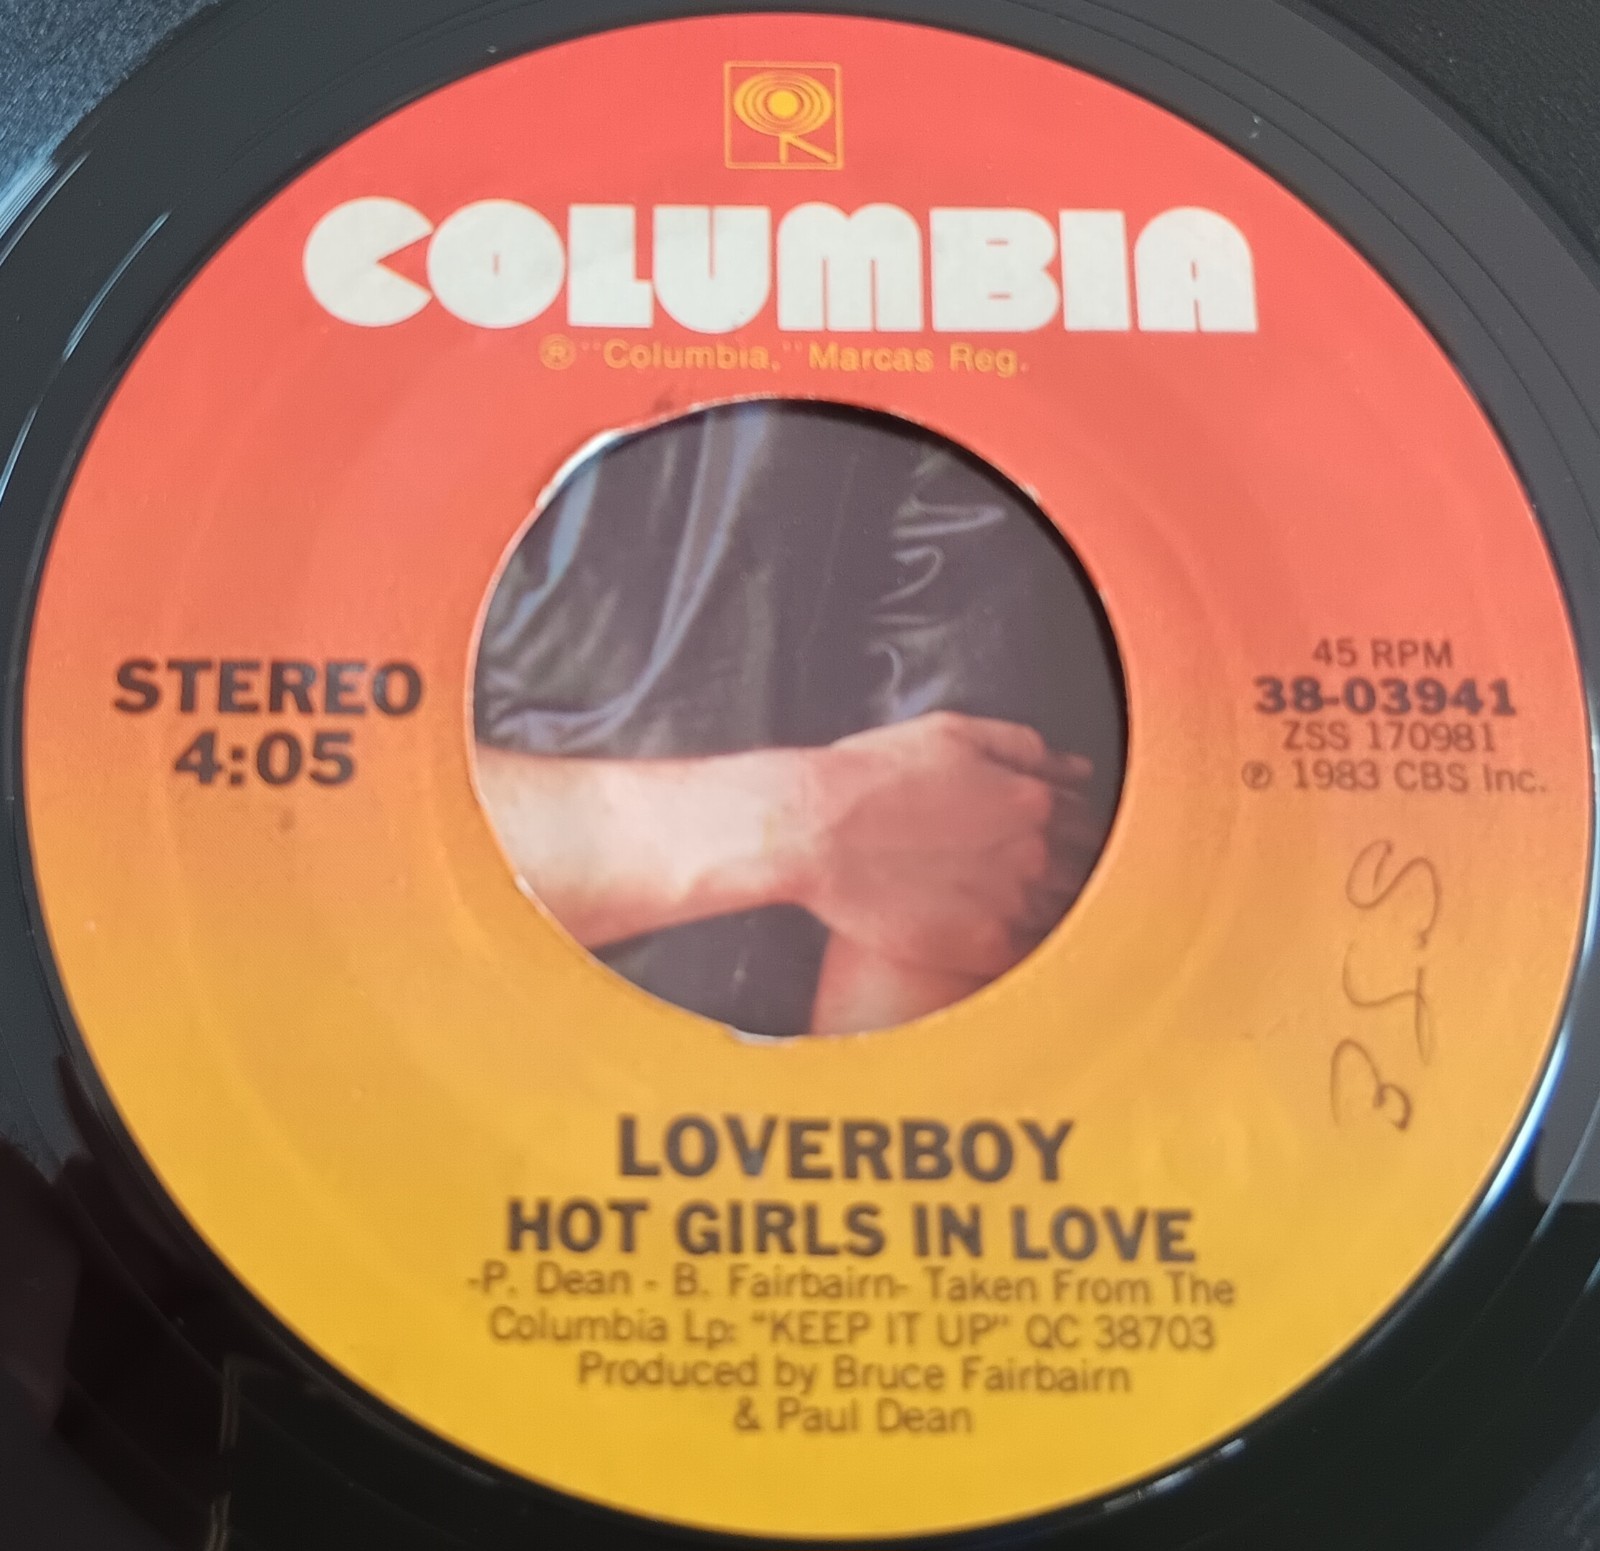 COLUMBIA
® "Columbia," Marcas Reg.
STEREO
4:05
45 RPM
38-03941
ZSS 170981
℗ 1983 CBS Inc.
LOVERBOY
HOT GIRLS IN LOVE
-P. Dean - B. Fairbairn- Taken From The
Columbia Lp: "KEEP IT UP" QC 38703
Produced by Bruce Fairbairn
& Paul Dean